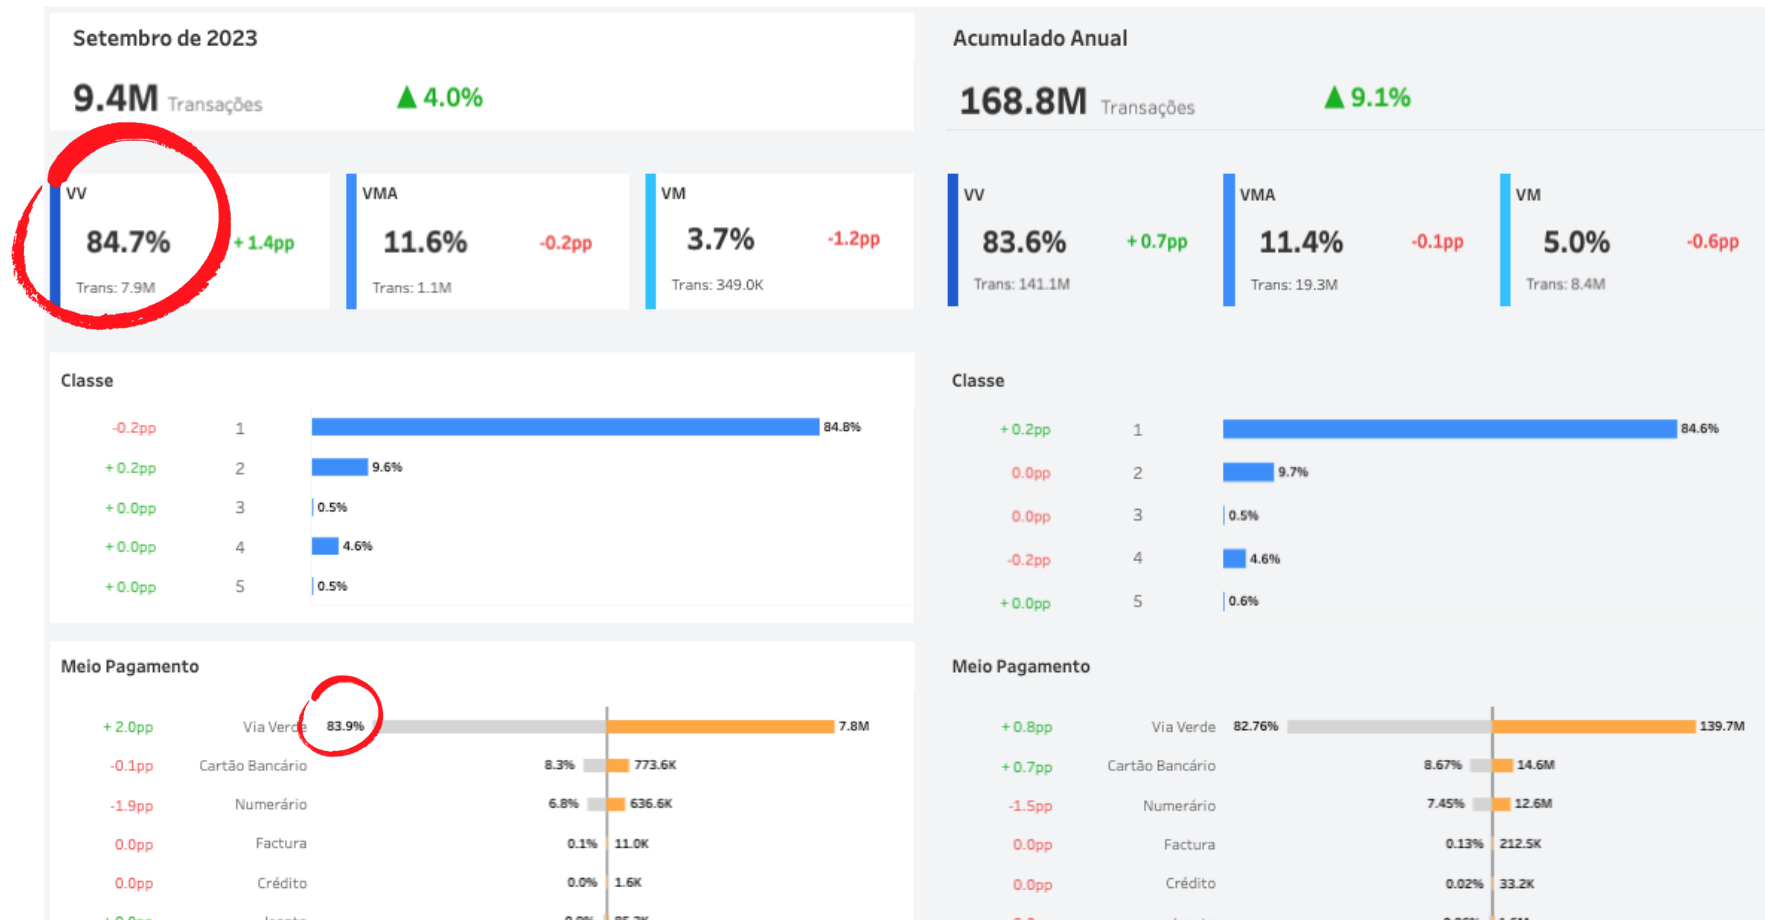 Setembro de 2023
9.4M Transações ▲ 4.0%
VV
84.7% + 1.4pp
Trans: 7.9M
VMA
11.6% -0.2pp
Trans: 1.1M
VM
3.7% -1.2pp
Trans: 349.0K
Classe
-0.2pp 1 84.8%
+ 0.2pp 2 9.6%
+ 0.0pp 3 0.5%
+ 0.0pp 4 4.6%
+ 0.0pp 5 0.5%
Meio Pagamento
+ 2.0pp Via Verde 83.9% 7.8M
-0.1pp Cartão Bancário 8.3% 773.6K
-1.9pp Numerário 6.8% 636.6K
0.0pp Factura 0.1% 11.0K
0.0pp Crédito 0.0% 1.6K
Acumulado Anual
168.8M Transações ▲ 9.1%
VV
83.6% + 0.7pp
Trans: 141.1M
VMA
11.4% -0.1pp
Trans: 19.3M
VM
5.0% -0.6pp
Trans: 8.4M
Classe
+ 0.2pp 1 84.6%
0.0pp 2 9.7%
0.0pp 3 0.5%
-0.2pp 4 4.6%
+ 0.0pp 5 0.6%
Meio Pagamento
+ 0.8pp Via Verde 82.76% 139.7M
+ 0.7pp Cartão Bancário 8.67% 14.6M
-1.5pp Numerário 7.45% 12.6M
0.0pp Factura 0.13% 212.5K
0.0pp Crédito 0.02% 33.2K